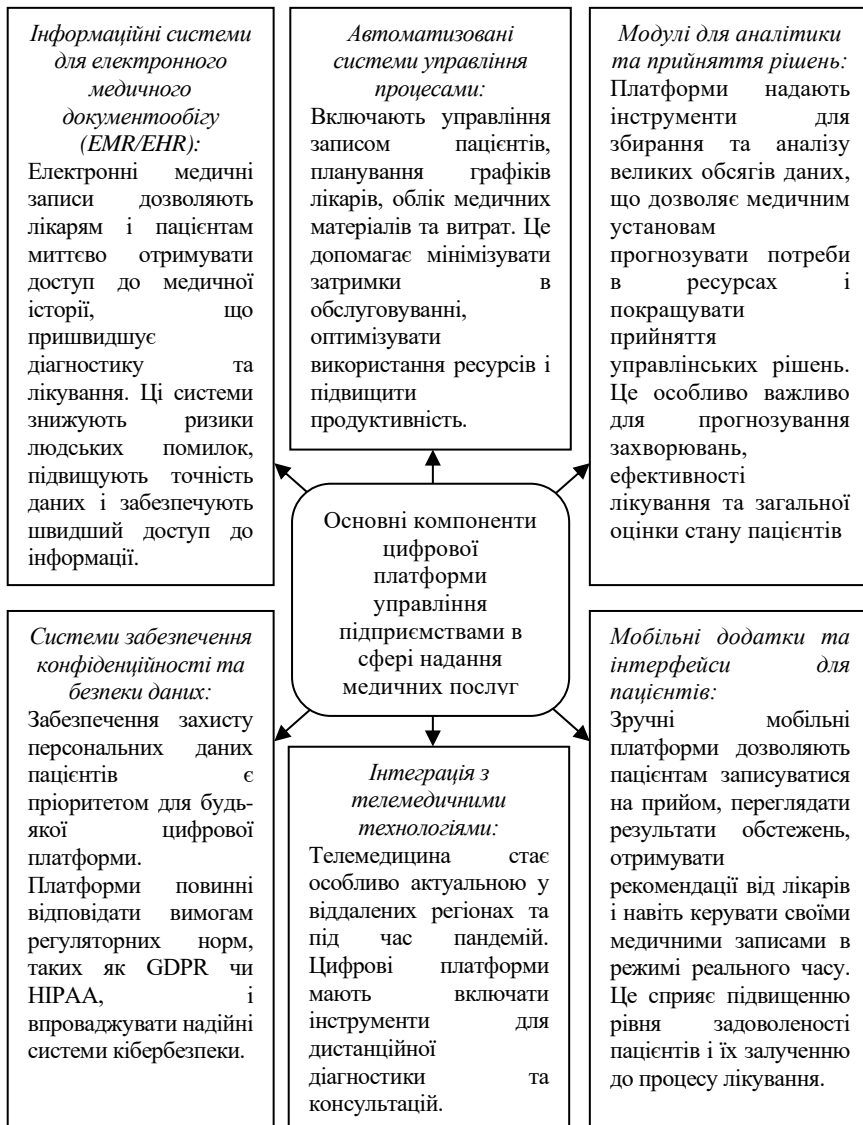 Інформаційні системи
для електронного
медичного
документообігу
(EMR/EHR):
Електронні медичні
записи дозволяють
лікарям і пацієнтам
миттєво отримувати
доступ до медичної
історії, що
пришвидшує
діагностику та
лікування. Ці системи
знижують ризики
людських помилок,
підвищують точність
даних і забезпечують
швидший доступ до
інформації.
Автоматизовані
системи управління
процесами:
Включають управління
записом пацієнтів,
планування графіків
лікарів, облік медичних
матеріалів та витрат. Це
допомагає мінімізувати
затримки в
обслуговуванні,
оптимізувати
використання ресурсів і
підвищити
продуктивність.
Модулі для аналітики
та прийняття рішень:
Платформи надають
інструменти для
збирання та аналізу
великих обсягів даних,
що дозволяє медичним
установам
прогнозувати потреби
в ресурсах і
покращувати
прийняття
управлінських рішень.
Це особливо важливо
для прогнозування
захворювань,
ефективності
лікування та загальної
оцінки стану пацієнтів
Основні компоненти
цифрової
платформи
управління
підприємствами в
сфері надання
медичних послуг
Системи забезпечення
конфіденційності та
безпеки даних:
Забезпечення захисту
персональних даних
пацієнтів є
пріоритетом для будь-
якої цифрової
платформи.
Платформи повинні
відповідати вимогам
регуляторних норм,
таких як GDPR чи
HIPAA, і
впроваджувати надійні
системи кібербезпеки.
Інтеграція з
телемедичними
технологіями:
Телемедицина стає
особливо актуальною у
віддалених регіонах та
під час пандемій.
Цифрові платформи
мають включати
інструменти для
дистанційної
діагностики та
консультацій.
Мобільні додатки та
інтерфейси для
пацієнтів:
Зручні мобільні
платформи дозволяють
пацієнтам записуватися
на прийом, переглядати
результати обстежень,
отримувати
рекомендації від лікарів
і навіть керувати своїми
медичними записами в
режимі реального часу.
Це сприяє підвищенню
рівня задоволеності
пацієнтів і їх залученню
до процесу лікування.